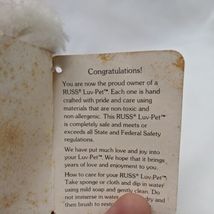 Congratulations!
You are now the proud owner of a
RUSS® Luv-Pet™. Each one is hand
crafted with pride and care using
materials that are non-toxic and
non allergenic. This RUSS® Luv-Pet™
is completely safe and meets or
exceeds all State and Federal Safety
regulations.
We have put much love and joy into
your Luv-Pet™. We hope that it brings
years of love and enjoyment to you.
How to care for your RUSS® Luv-Pet™.
Take sponge or cloth and dip in water
using mild soap and gently clean. Do
not immerse in water
then brush to restore